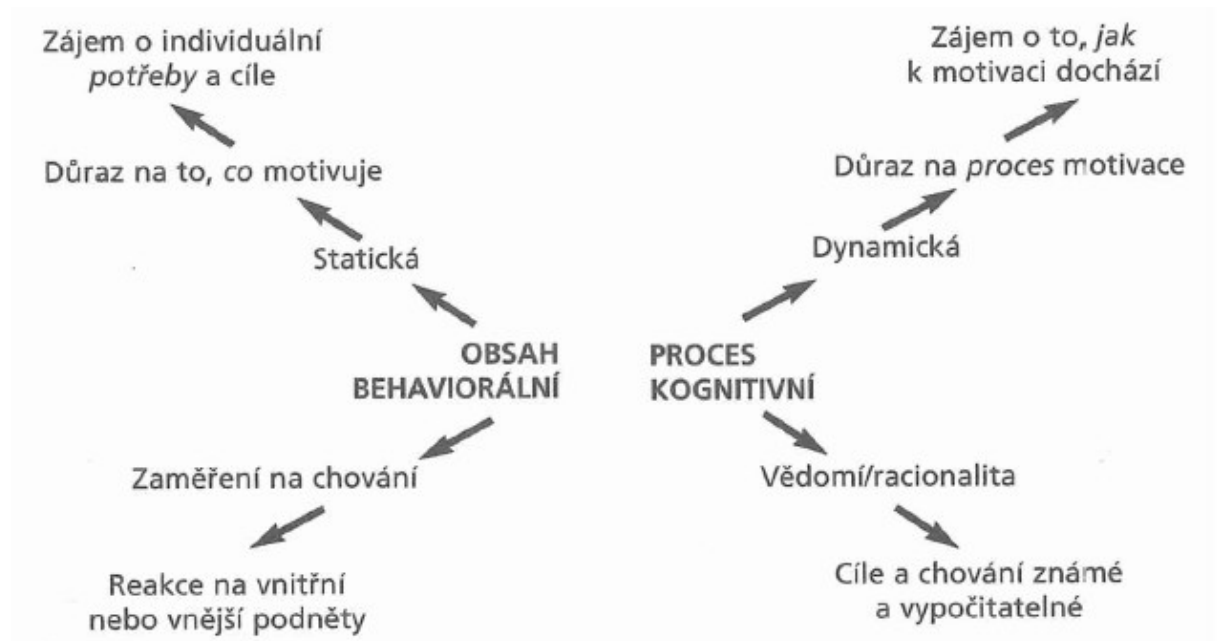 Zájem o individuální
potřeby a cíle
Důraz na to, co motivuje
Statická
OBSAH
BEHAVIORÁLNÍ
Zaměření na chování
Reakce na vnitřní
nebo vnější podněty
Zájem o to, jak
k motivaci dochází
Důraz na proces motivace
Dynamická
PROCES
KOGNITIVNÍ
Vědomí/racionalita
Cíle a chování známé
a vypočitatelné